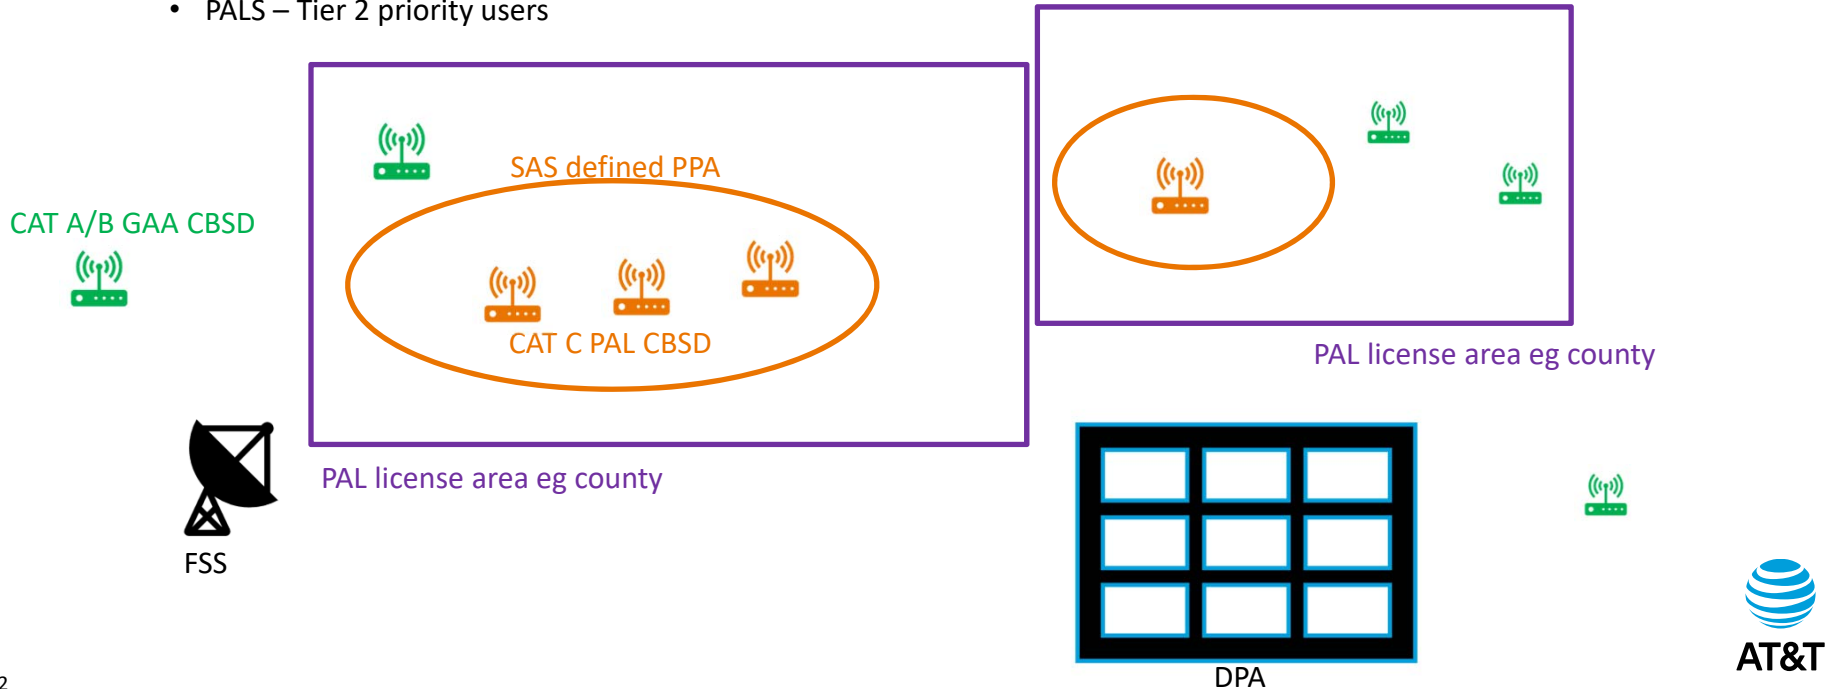 • PALS – Tier 2 priority users
SAS defined PPA
CAT A/B GAA CBSD
CAT C PAL CBSD
PAL license area eg county
PAL license area eg county
FSS
DPA
AT&T
2